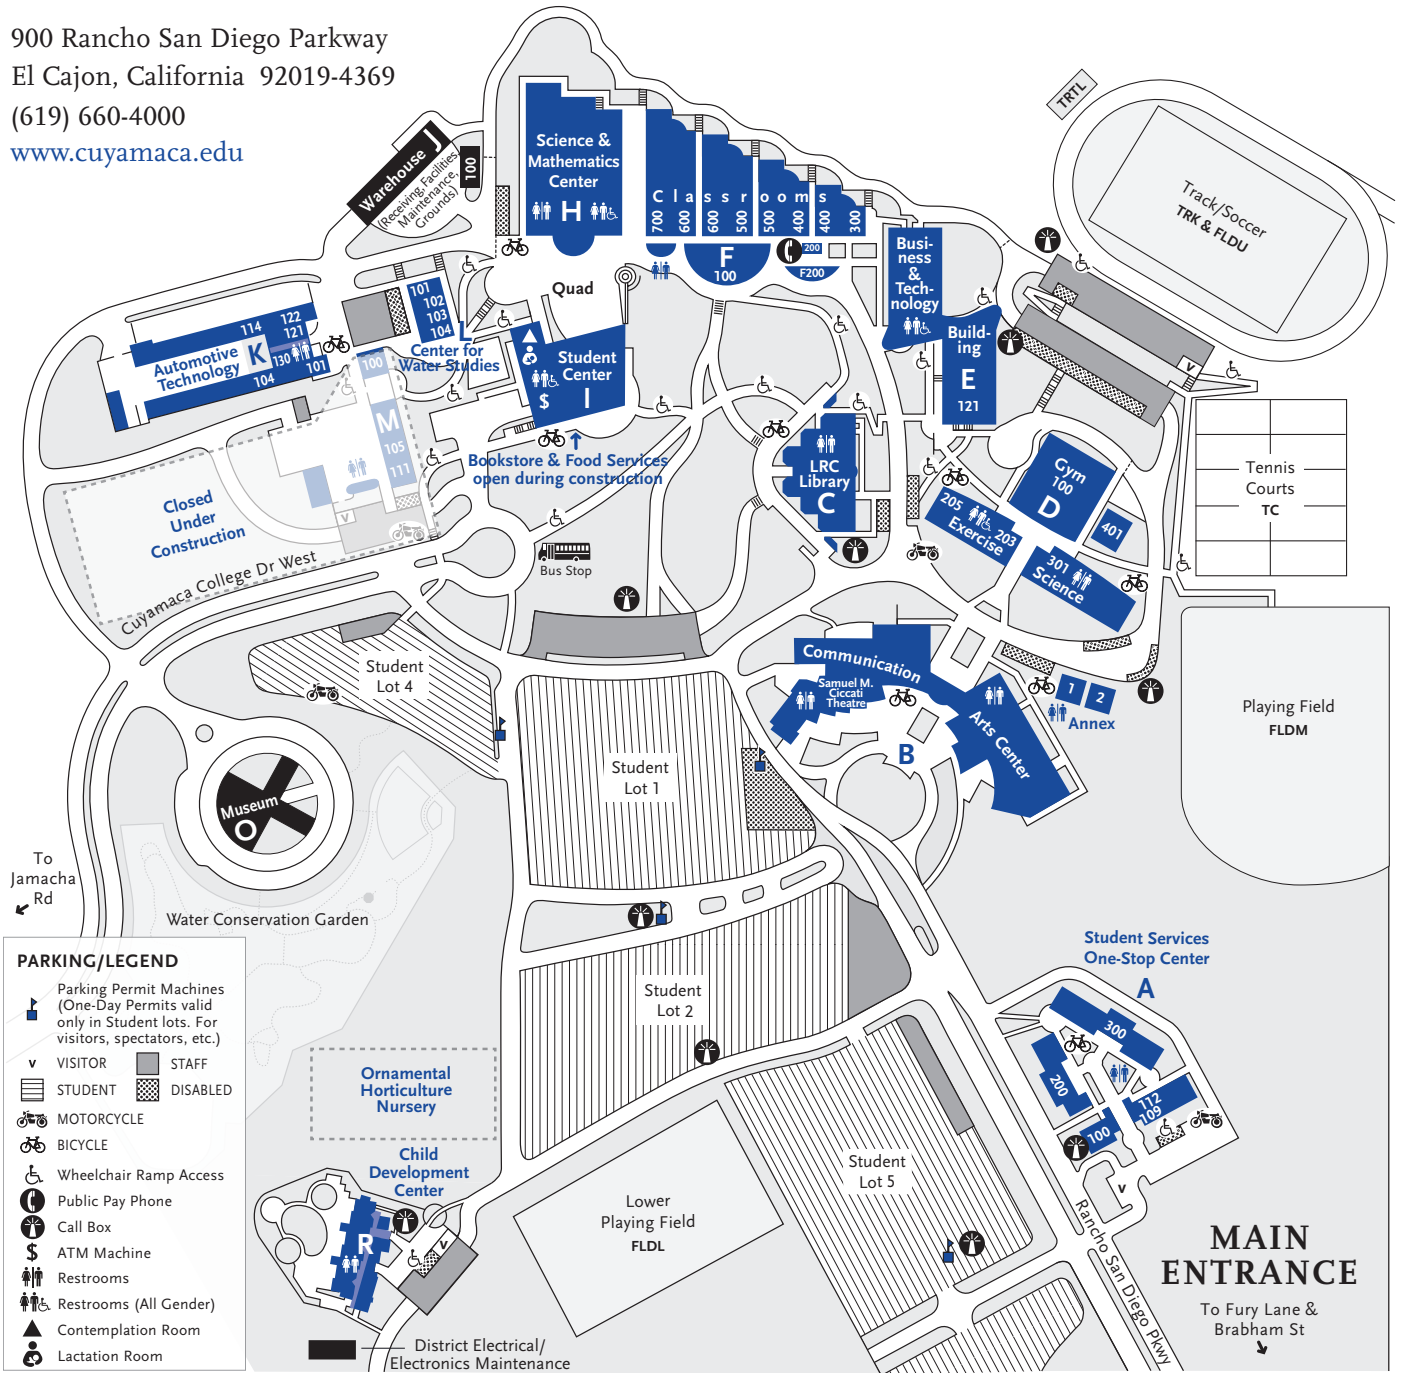 900 Rancho San Diego Parkway
El Cajon, California 92019-4369
(619) 660-4000
www.cuyamaca.edu
TRTL
Track/Soccer
TRK & FLDU
Warehouse J
100
(Receiving, Facilities,
Maintenance,
Grounds)
Science &
Mathematics
Center
H
Classrooms
700
600
600
500
500
400
400
300
F
100
200
F200
Quad
Busi-
ness
&
Tech-
nology
Build-
ing
E
121
101
102
103
104
L
Center for
Water Studies
114
122
121
Automotive
Technology
K
130
101
104
100
M
105
111
Student
Center
I
$
Bookstore & Food Services
open during construction
Closed
Under
Construction
v
Cuyamaca College Dr West
Bus Stop
LRC
Library
C
Gym
100
D
401
205
203
Exercise
301
Science
v
Tennis
Courts
TC
Playing Field
FLDM
Communication
Samuel M.
Ciccati
Theatre
Arts Center
B
1
2
Annex
Student
Lot 4
Student
Lot 1
Student
Lot 2
Student
Lot 5
Museum
O
To
Jamacha
Rd
Water Conservation Garden
Student Services
One-Stop Center
A
300
200
112
109
100
v
Ornamental
Horticulture
Nursery
Child
Development
Center
R
v
Lower
Playing Field
FLDL
Rancho San Diego Pkwy
MAIN
ENTRANCE
To Fury Lane &
Brabham St
District Electrical/
Electronics Maintenance
PARKING/LEGEND
Parking Permit Machines
(One-Day Permits valid
only in Student lots. For
visitors, spectators, etc.)
v VISITOR
STAFF
STUDENT
DISABLED
MOTORCYCLE
BICYCLE
Wheelchair Ramp Access
Public Pay Phone
Call Box
$ ATM Machine
Restrooms
Restrooms (All Gender)
Contemplation Room
Lactation Room